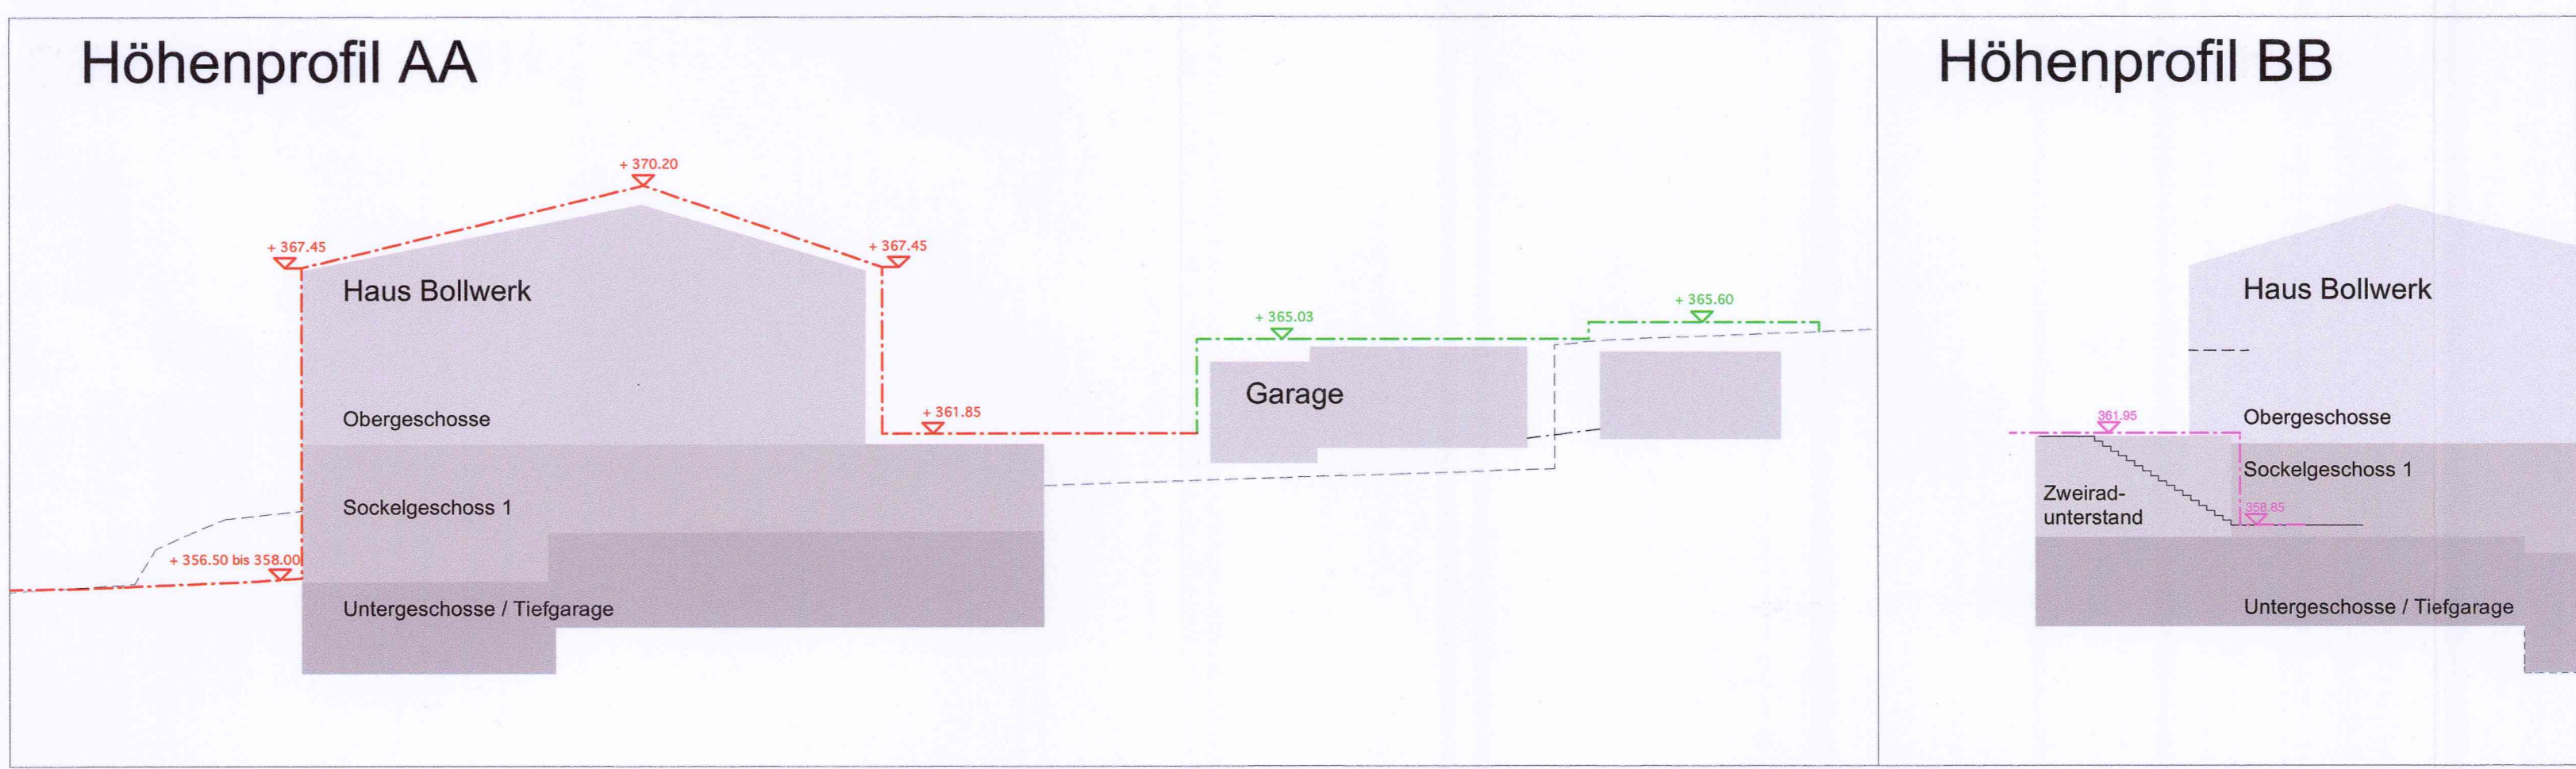 Höhenprofil AA
+ 370.20
+ 367.45
+ 367.45
Haus Bollwerk
+ 365.60
+ 365.03
Garage
+ 361.85
Obergeschosse
Sockelgeschoss 1
+ 356.50 bis 358.00
Untergeschosse / Tiefgarage
Höhenprofil BB
Haus Bollwerk
361.95
Obergeschosse
Sockelgeschoss 1
Zweirad-
unterstand
358.85
Untergeschosse / Tiefgarage